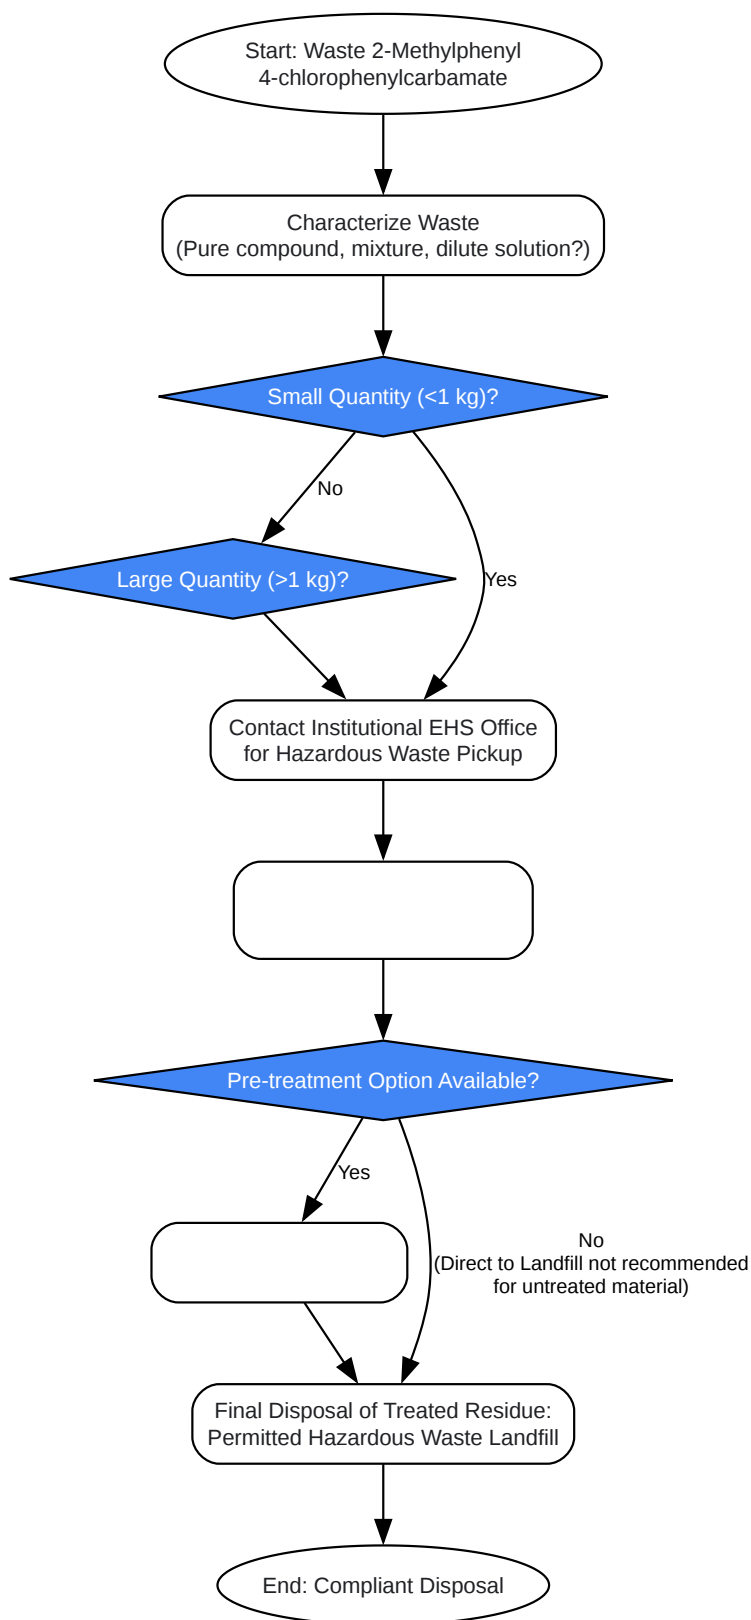 Start: Waste 2-Methylphenyl
4-chlorophenylcarbamate
Characterize Waste
(Pure compound, mixture, dilute solution?)
Small Quantity (<1 kg)?
No
Large Quantity (>1 kg)?
Yes
Contact Institutional EHS Office
for Hazardous Waste Pickup
Pre-treatment Option Available?
Yes
No
(Direct to Landfill not recommended
for untreated material)
Final Disposal of Treated Residue:
Permitted Hazardous Waste Landfill
End: Compliant Disposal